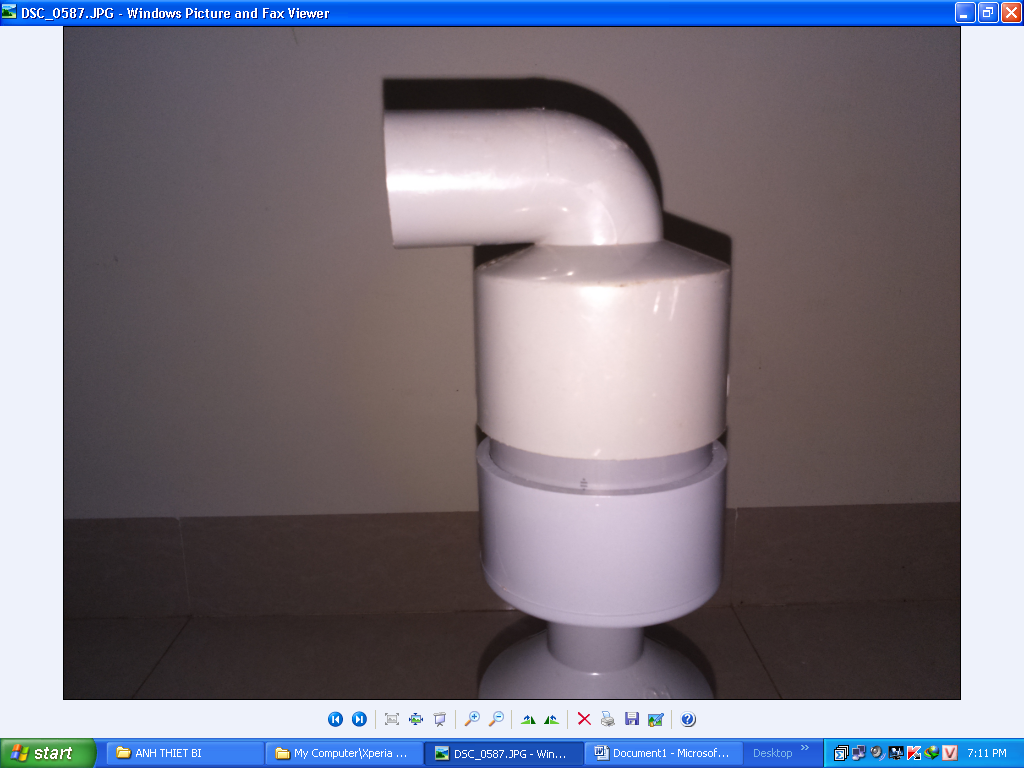 DSC_0587.JPG - Windows Picture and Fax Viewer
start
ANH THIET BI
My Computer\Xperia ...
DSC_0587.JPG - Win...
Document1 - Microsof...
Desktop
»
7:11 PM